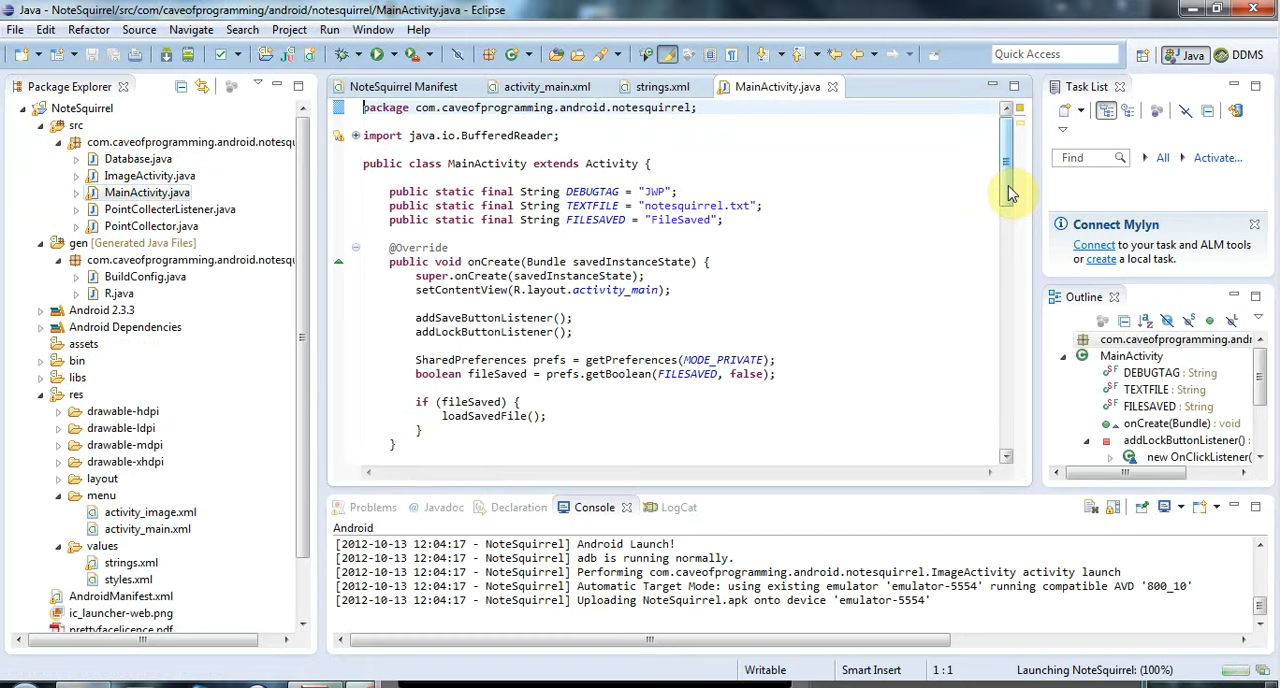 Java - NoteSquirrel/src/com/caveofprogramming/android/notesquirrel/MainActivity.java - Eclipse
File Edit Refactor Source Navigate Search Project Run Window Help
Quick Access
Java DDMS
Package Explorer
NoteSquirrel
src
com.caveofprogramming.android.notesq
Database.java
ImageActivity.java
MainActivity.java
PointCollecterListener.java
PointCollector.java
gen [Generated Java Files]
com.caveofprogramming.android.notesq
BuildConfig.java
R.java
Android 2.3.3
Android Dependencies
assets
bin
libs
res
drawable-hdpi
drawable-ldpi
drawable-mdpi
drawable-xhdpi
layout
menu
activity_image.xml
activity_main.xml
values
strings.xml
styles.xml
AndroidManifest.xml
ic_launcher-web.png
prettyfacelicence.pdf
NoteSquirrel Manifest activity_main.xml strings.xml MainActivity.java
package com.caveofprogramming.android.notesquirrel;
import java.io.BufferedReader;
public class MainActivity extends Activity {
public static final String DEBUGTAG = "JWP";
public static final String TEXTFILE = "notesquirrel.txt";
public static final String FILESAVED = "FileSaved";
@Override
public void onCreate(Bundle savedInstanceState) {
super.onCreate(savedInstanceState);
setContentView(R.layout.activity_main);
addSaveButtonListener();
addLockButtonListener();
SharedPreferences prefs = getPreferences(MODE_PRIVATE);
boolean fileSaved = prefs.getBoolean(FILESAVED, false);
if (fileSaved) {
loadSavedFile();
}
}
Task List
Find All Activate...
Connect Mylyn
Connect to your task and ALM tools
or create a local task.
Outline
com.caveofprogramming.andr
MainActivity
DEBUGTAG : String
TEXTFILE : String
FILESAVED : String
onCreate(Bundle) : void
addLockButtonListener() :
new OnClickListener(
Problems @ Javadoc Declaration Console LogCat
Android
[2012-10-13 12:04:17 - NoteSquirrel] Android Launch!
[2012-10-13 12:04:17 - NoteSquirrel] adb is running normally.
[2012-10-13 12:04:17 - NoteSquirrel] Performing com.caveofprogramming.android.notesquirrel.ImageActivity activity launch
[2012-10-13 12:04:17 - NoteSquirrel] Automatic Target Mode: using existing emulator 'emulator-5554' running compatible AVD '800_10'
[2012-10-13 12:04:17 - NoteSquirrel] Uploading NoteSquirrel.apk onto device 'emulator-5554'
Writable Smart Insert 1 : 1 Launching NoteSquirrel: (100%)